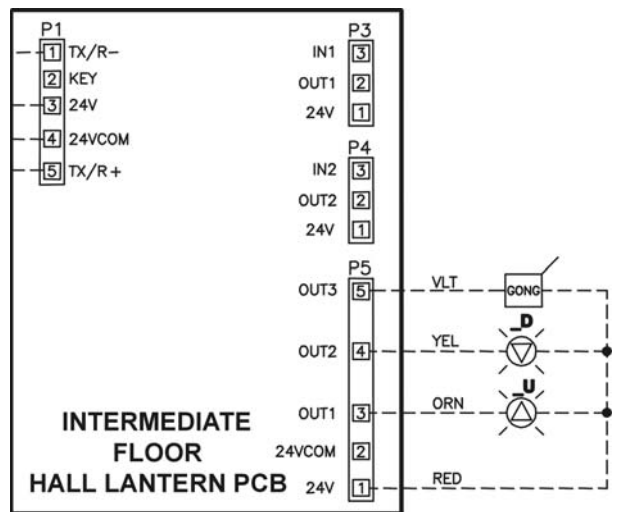 P1
1 TX/R-
2 KEY
3 24V
4 24VCOM
5 TX/R+
P3
IN1 3
OUT1 2
24V 1
P4
IN2 3
OUT2 2
24V 1
P5
OUT3 5 VLT GONG
_D
OUT2 4 YEL
_U
OUT1 3 ORN
24VCOM 2
24V 1 RED
INTERMEDIATE
FLOOR
HALL LANTERN PCB